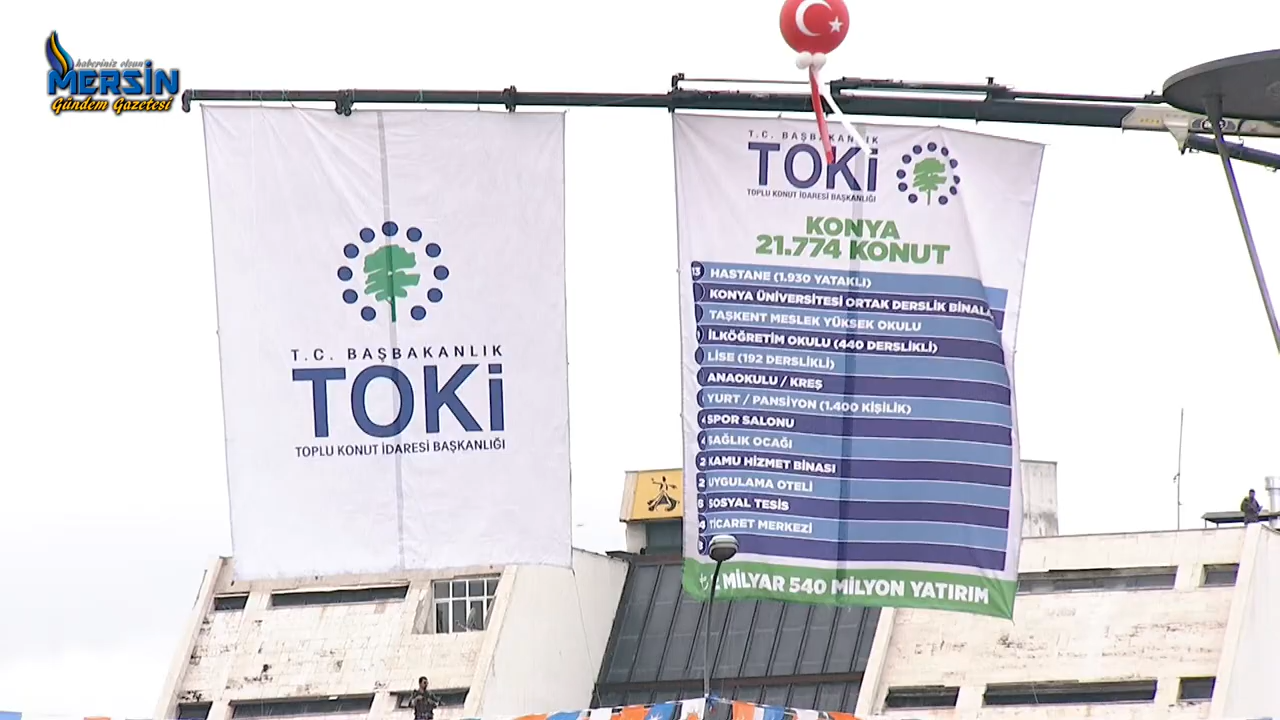 haberiniz olsun
MERSİN
Gündem Gazetesi
T.C. BAŞBAKANLIK
TOKİ
TOPLU KONUT İDARESİ BAŞKANLIĞI
T.C. BAŞBAKANLIK
TOKİ
TOPLU KONUT İDARESİ BAŞKANLIĞI
KONYA
21.774 KONUT
13 HASTANE (1.930 YATAKLI)
KONYA ÜNİVERSİTESİ ORTAK DERSLİK
TAŞKENT MESLEK YÜKSEK OKULU
İLKÖĞRETİM OKULU (440 DERSLİKLİ)
LİSE (192 DERSLİKLİ)
ANAOKULU / KREŞ
YURT / PANSİYON (1.400 KİŞİLİK)
SPOR SALONU
SAĞLIK OCAĞI
2 KAMU HİZMET BİNASI
2 UYGULAMA OTELİ
SOSYAL TESİS
4 TİCARET MERKEZİ
MİLYAR 540 MİLYON YATIRIM